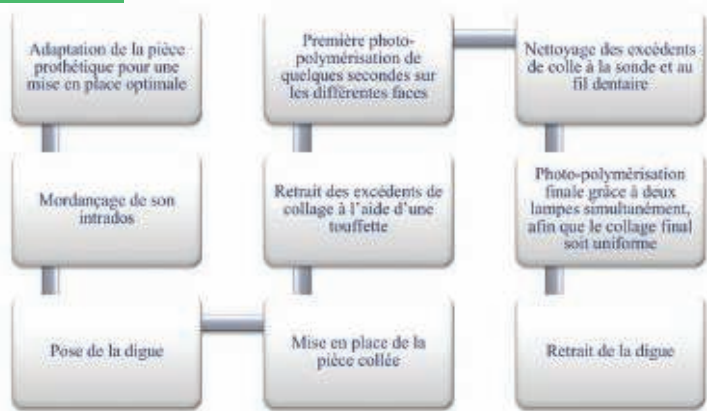 Adaptation de la pièce
prothétique pour une
mise en place optimale
Mordançage de son
intrados
Pose de la digue
Mise en place de la
pièce collée
Retrait des excédents de
collage à l'aide d'une
touffette
Première photo-
polymérisation de
quelques secondes sur
les différentes faces
Nettoyage des excédents
de colle à la sonde et au
fil dentaire
Photo-polymérisation
finale grâce à deux
lampes simultanément,
afin que le collage final
soit uniforme
Retrait de la digue